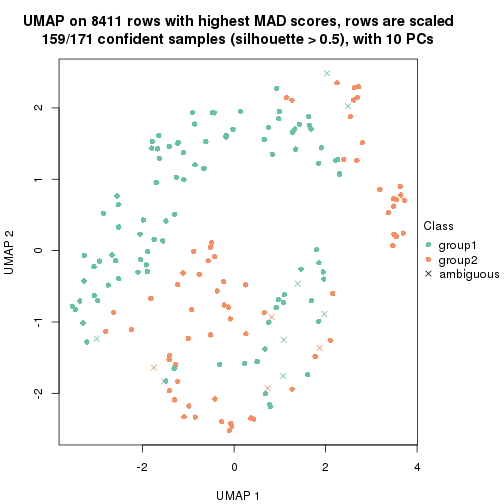 UMAP on 8411 rows with highest MAD scores, rows are scaled
159/171 confident samples (silhouette > 0.5), with 10 PCs
2
1
0
-1
-2
UMAP 2
-2
0
2
4
UMAP 1
Class
group1
group2
ambiguous